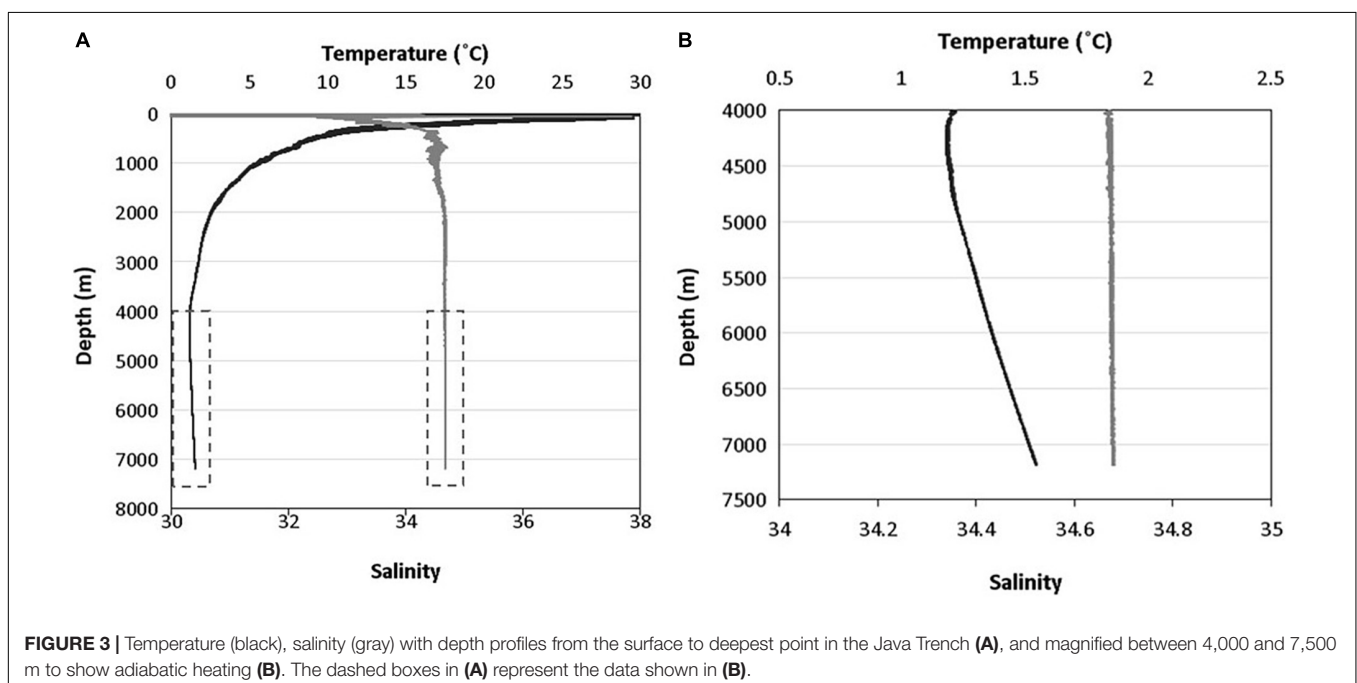 A
Temperature (˚C)
0 5 10 15 20 25 30
0
1000
2000
3000
4000
5000
6000
7000
8000
Depth (m)
30 32 34 36 38
Salinity
B
Temperature (˚C)
0.5 1 1.5 2 2.5
4000
4500
5000
5500
6000
6500
7000
7500
Depth (m)
34 34.2 34.4 34.6 34.8 35
Salinity
FIGURE 3 | Temperature (black), salinity (gray) with depth profiles from the surface to deepest point in the Java Trench (A), and magnified between 4,000 and 7,500
m to show adiabatic heating (B). The dashed boxes in (A) represent the data shown in (B).